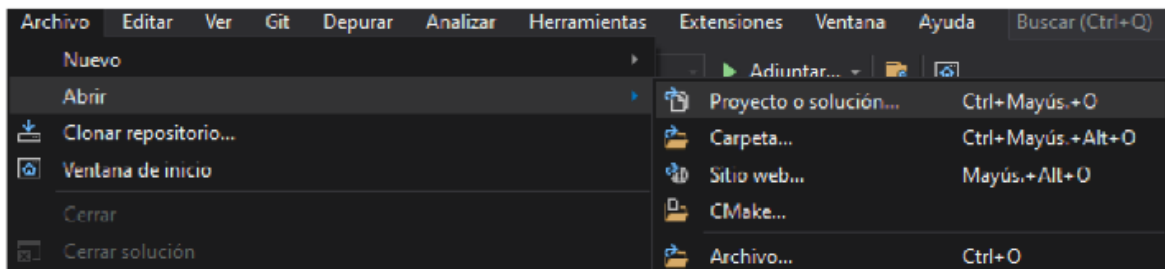 Archivo Editar Ver Git Depurar Analizar Herramientas Extensiones Ventana Ayuda Buscar (Ctrl+Q)
Nuevo
Adjuntar...
Abrir
Proyecto o solución... Ctrl+Mayús.+O
Clonar repositorio...
Carpeta... Ctrl+Mayús.+Alt+O
Ventana de inicio
Sitio web... Mayús.+Alt+O
CMake...
Cerrar
Cerrar solución
Archivo... Ctrl+O